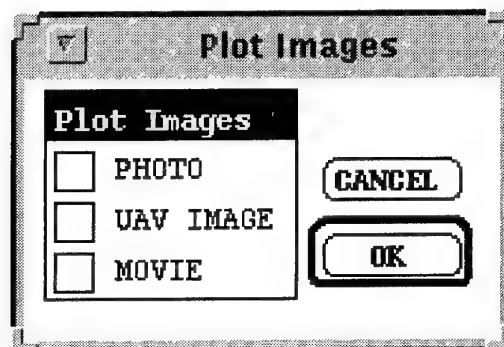 Plot Images
Plot Images
PHOTO
UAV IMAGE
MOVIE
CANCEL
OK